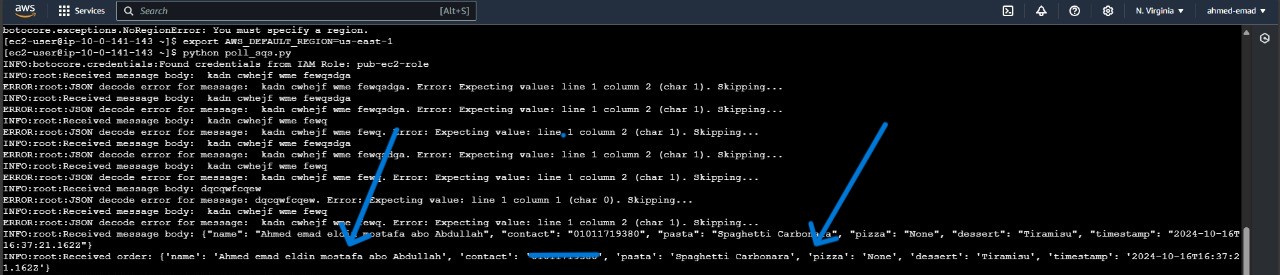 aws
Services
Search
[Alt+S]
N. Virginia
ahmed-emad
botocore.exceptions.NoRegionError: You must specify a region.
[ec2-user@ip-10-0-141-143 ~]$ export AWS_DEFAULT_REGION=us-east-1
[ec2-user@ip-10-0-141-143 ~]$ python poll_sqs.py
INFO:botocore.credentials:Found credentials from IAM Role: pub-ec2-role
INFO:root:Received message body:  kadn cwhejf wme fewqsdga
ERROR:root:JSON decode error for message:  kadn cwhejf wme fewqsdga. Error: Expecting value: line 1 column 2 (char 1). Skipping...
INFO:root:Received message body:  kadn cwhejf wme fewqsdga
ERROR:root:JSON decode error for message:  kadn cwhejf wme fewqsdga. Error: Expecting value: line 1 column 2 (char 1). Skipping...
INFO:root:Received message body:  kadn cwhejf wme fewq
ERROR:root:JSON decode error for message:  kadn cwhejf wme fewq. Error: Expecting value: line 1 column 2 (char 1). Skipping...
INFO:root:Received message body:  kadn cwhejf wme fewqsdga
ERROR:root:JSON decode error for message:  kadn cwhejf wme fewqsdga. Error: Expecting value: line 1 column 2 (char 1). Skipping...
INFO:root:Received message body:  kadn cwhejf wme fewq
ERROR:root:JSON decode error for message:  kadn cwhejf wme fewq. Error: Expecting value: line 1 column 2 (char 1). Skipping...
INFO:root:Received message body: dqcqwfcqew
ERROR:root:JSON decode error for message: dqcqwfcqew. Error: Expecting value: line 1 column 1 (char 0). Skipping...
INFO:root:Received message body:  kadn cwhejf wme fewq
ERROR:root:JSON decode error for message:  kadn cwhejf wme fewq. Error: Expecting value: line 1 column 2 (char 1). Skipping...
INFO:root:Received message body: {"name": "Ahmed emad eldin mostafa abo Abdullah", "contact": "01011719380", "pasta": "Spaghetti Carbonara", "pizza": "None", "dessert": "Tiramisu", "timestamp": "2024-10-16T
16:37:21.162Z"}
INFO:root:Received order: {'name': 'Ahmed emad eldin mostafa abo Abdullah', 'contact': 'pasta': 'Spaghetti Carbonara', 'pizza': 'None', 'dessert': 'Tiramisu', 'timestamp': '2024-10-16T16:37:2
1.162Z'}